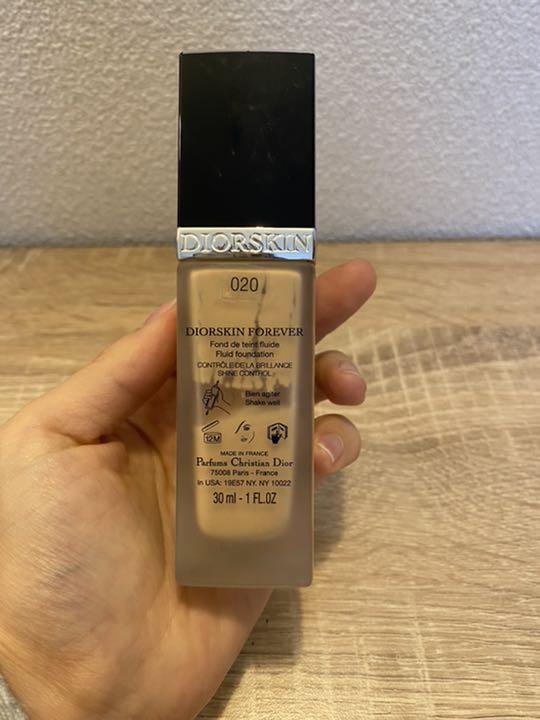 DIORSKIN
020
DIORSKIN FOREVER
Fond de teint fluide
Fluid foundation
CONTRÔLE DE LA BRILLANCE
SHINE CONTROL
Bien agiter
Shake well
12M
MADE IN FRANCE
Parfums Christian Dior
75008 Paris - France
in USA: 19E57 NY. NY 10022
30 ml - 1 FL.OZ